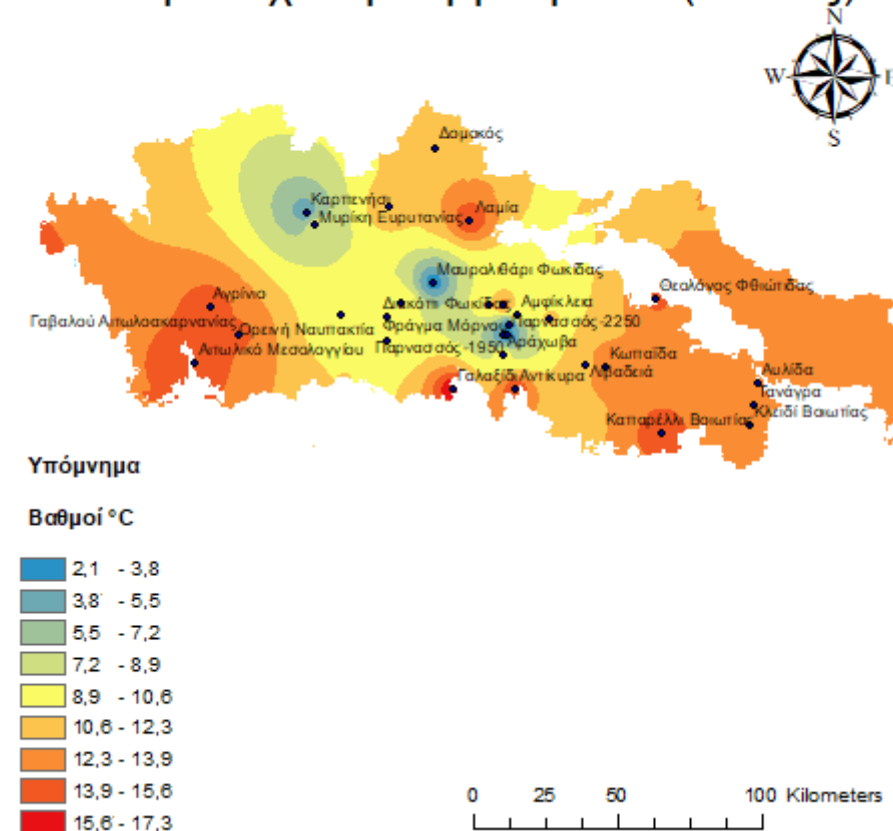 N
W
E
S
Δομοκός
Καρπενήσι
Μυρίκη Ευρυτανίας
Λαμία
Μαυρολιθάρι Φωκίδας
Θεολόγος Φθιώτιδας
Αγρίνιο
Διακόπι Φωκίδας
Αμφίκλεια
Γαβαλού Αιτωλοακαρνανίας
Ορεινή Ναυπακτία
Φράγμα Μόρνου
Παρνασσός -2250
Αιτωλικό Μεσολογγίου
Παρνασσός -1950
Αράχωβα
Κωπαΐδα
Γαλαξίδι
Αντίκυρα
Λιβαδειά
Αυλίδα
Τανάγρα
Καπαρέλλι Βοιωτίας
Κλειδί Βοιωτίας
Υπόμνημα
Βαθμοί °C
2,1 - 3,8
3,8 - 5,5
5,5 - 7,2
7,2 - 8,9
8,9 - 10,6
10,6 - 12,3
12,3 - 13,9
13,9 - 15,6
15,6 - 17,3
0 25 50 100 Kilometers